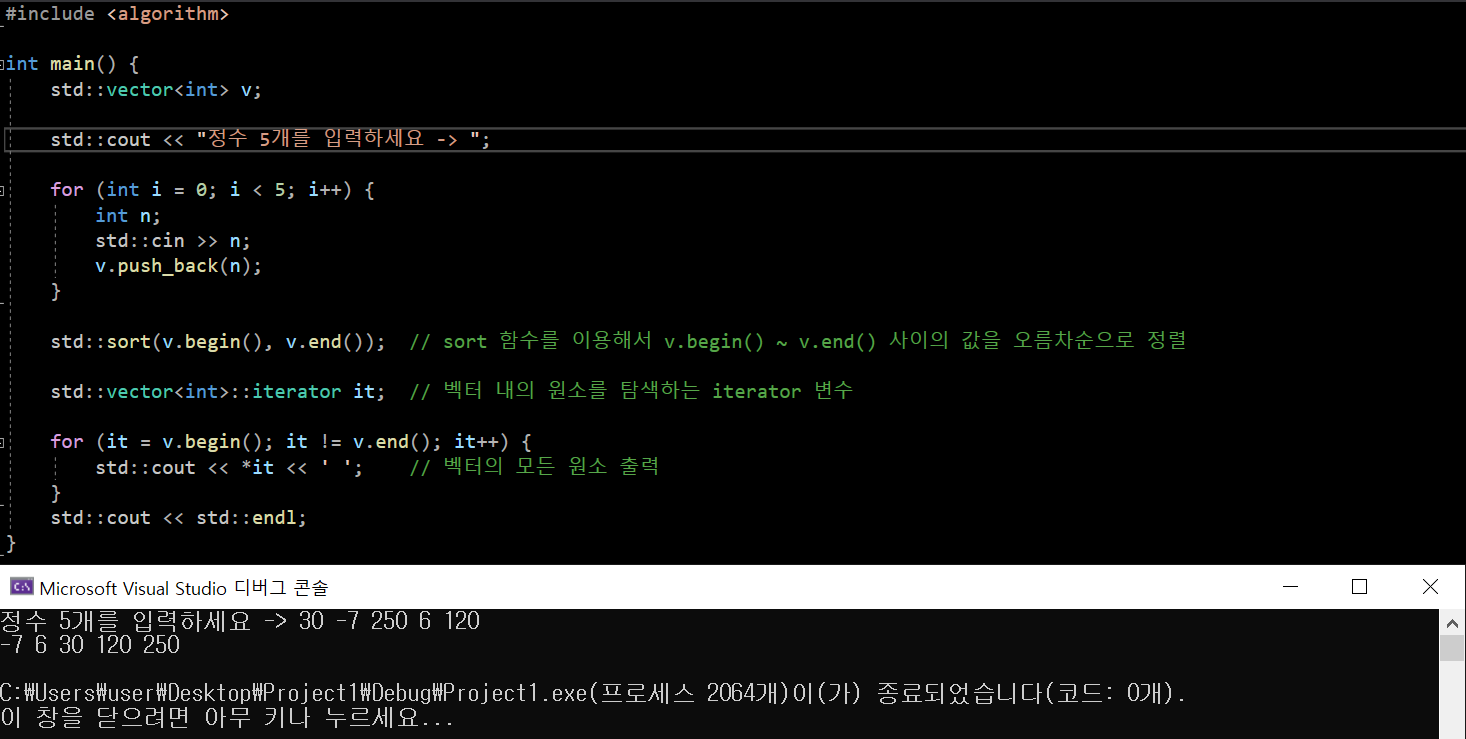 #include <algorithm>
int main() {
std::vector<int> v;
std::cout << "정수 5개를 입력하세요 -> ";
for (int i = 0; i < 5; i++) {
int n;
std::cin >> n;
v.push_back(n);
}
std::sort(v.begin(), v.end()); // sort 함수를 이용해서 v.begin() ~ v.end() 사이의 값을 오름차순으로 정렬
std::vector<int>::iterator it; // 벡터 내의 원소를 탐색하는 iterator 변수
for (it = v.begin(); it != v.end(); it++) {
std::cout << *it << ' '; // 벡터의 모든 원소 출력
}
std::cout << std::endl;
}
Microsoft Visual Studio 디버그 콘솔
정수 5개를 입력하세요 -> 30 -7 250 6 120
-7 6 30 120 250
C:₩Users₩user₩Desktop₩Project1₩Debug₩Project1.exe(프로세스 2064개)이(가) 종료되었습니다(코드: 0개).
이 창을 닫으려면 아무 키나 누르세요...